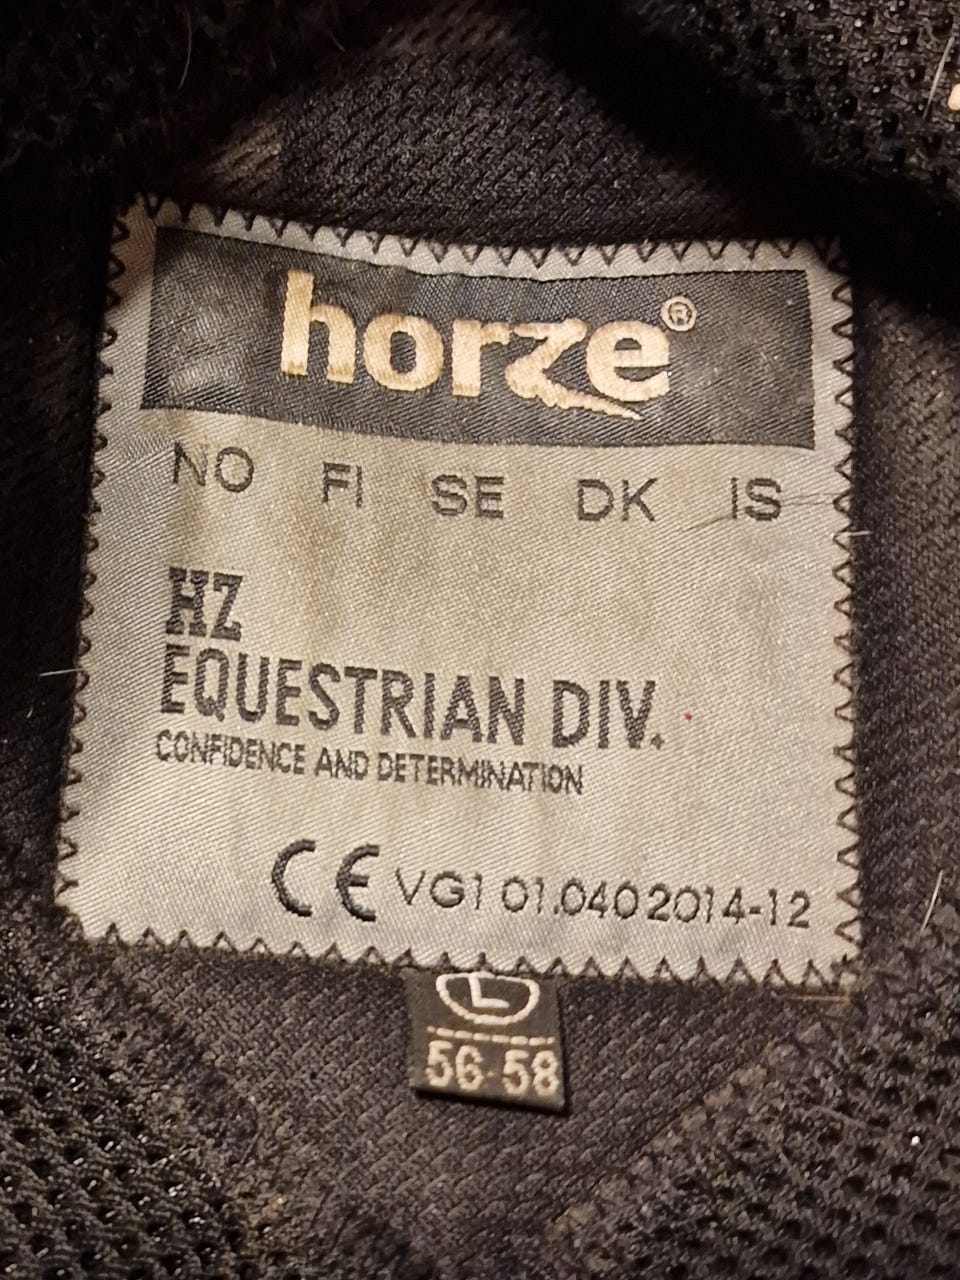 horze®
NO FI SE DK IS
HZ
EQUESTRIAN DIV.
CONFIDENCE AND DETERMINATION
CE VG1 01.040 2014-12
L
56-58